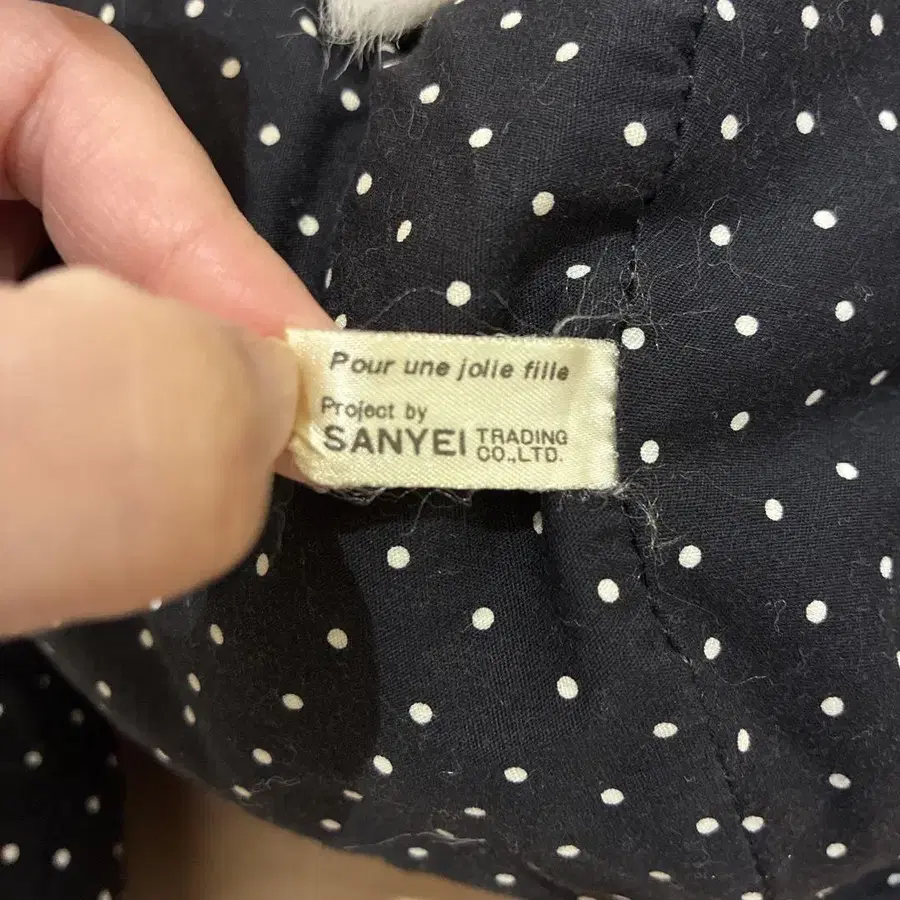 Pour une jolie fille
Project by
SANYEI TRADING CO.,LTD.